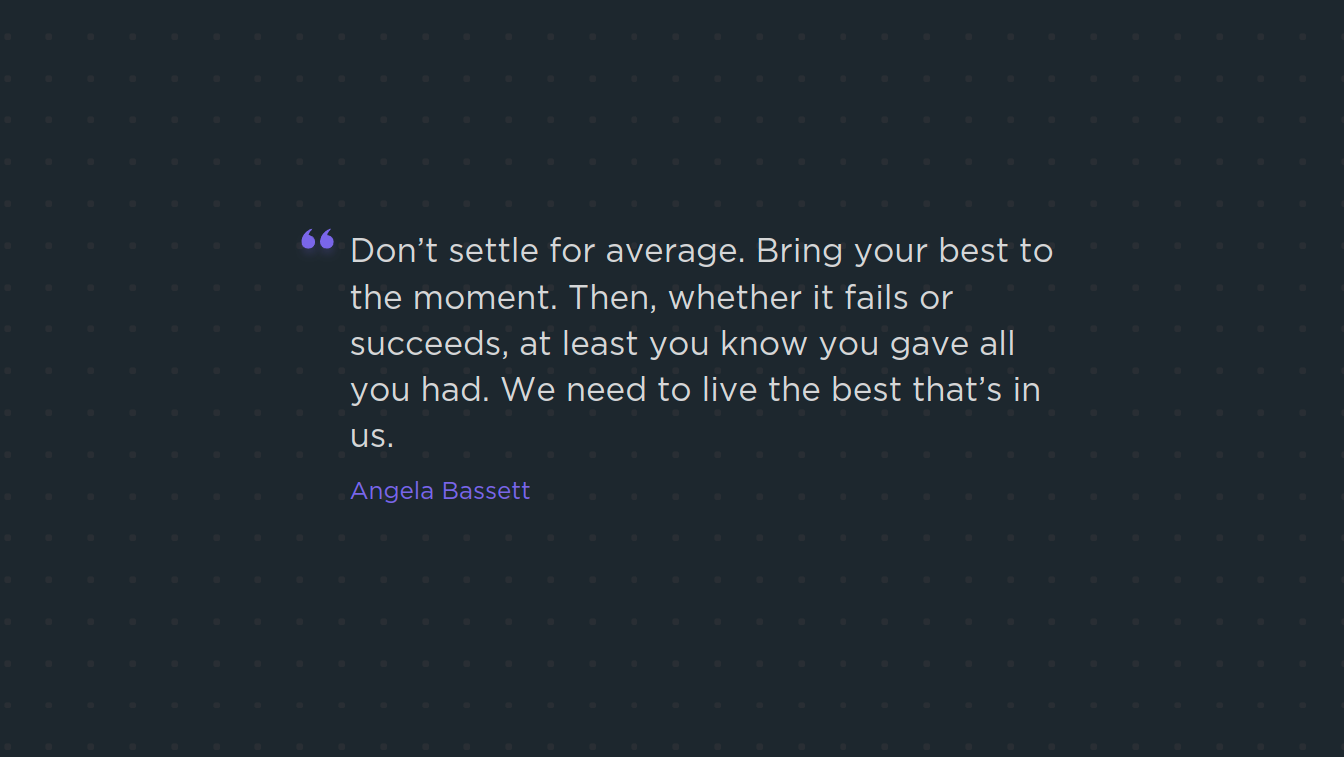 “ Don’t settle for average. Bring your best to
the moment. Then, whether it fails or
succeeds, at least you know you gave all
you had. We need to live the best that’s in
us.
Angela Bassett